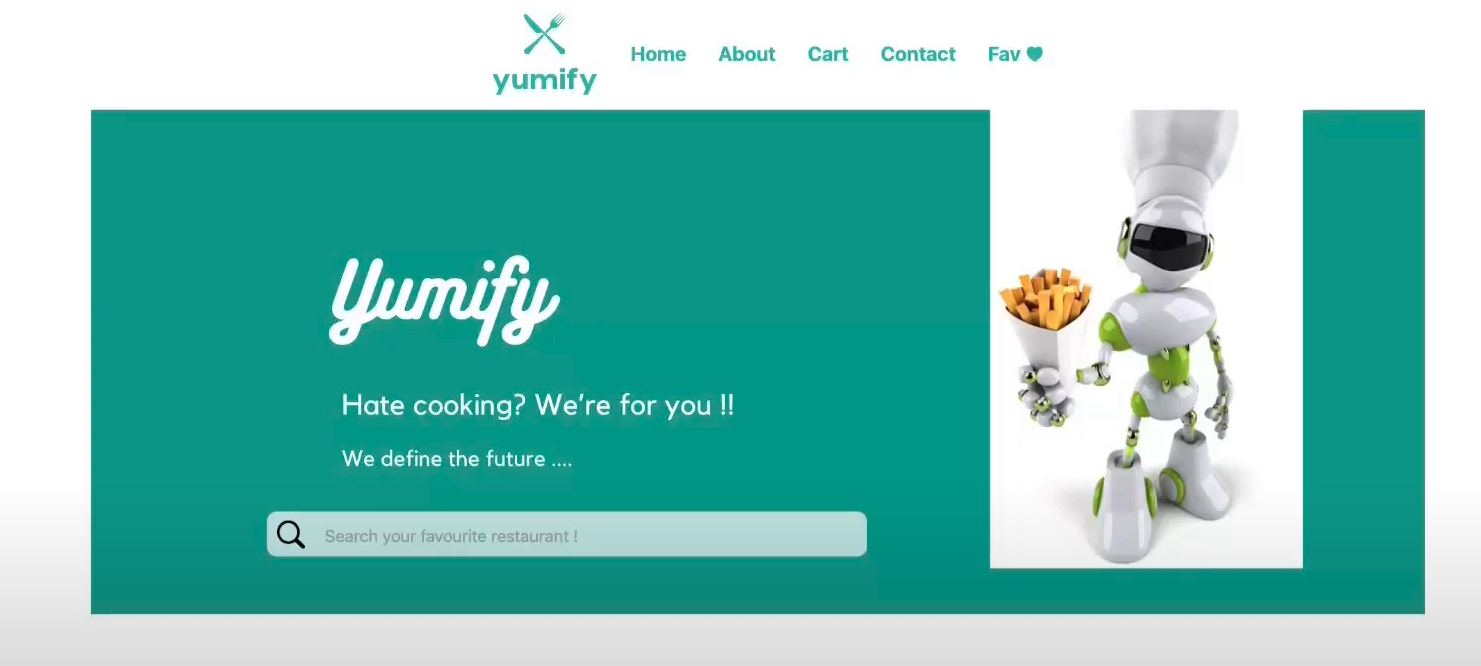 yumify
Home About Cart Contact Fav
Yumify
Hate cooking? We're for you !!
We define the future ....
Search your favourite restaurant !